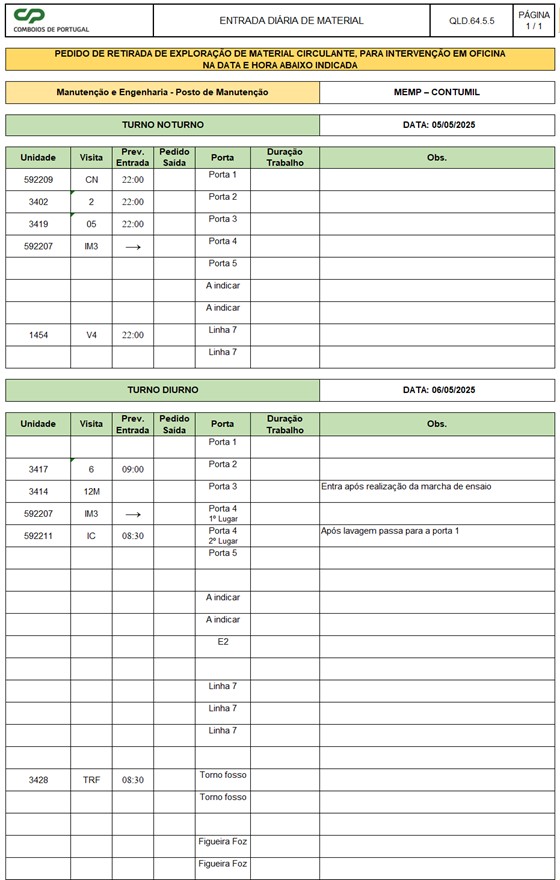 CP
COMBOIOS DE PORTUGAL
ENTRADA DIÁRIA DE MATERIAL
QLD.64.5.5
PÁGINA
1 / 1
PEDIDO DE RETIRADA DE EXPLORAÇÃO DE MATERIAL CIRCULANTE, PARA INTERVENÇÃO EM OFICINA
NA DATA E HORA ABAIXO INDICADA
Manutenção e Engenharia - Posto de Manutenção
MEMP – CONTUMIL
TURNO NOTURNO
DATA: 05/05/2025
Unidade Visita Prev. Entrada Pedido Saída Porta Duração Trabalho Obs.
592209 CN 22:00 Porta 1
3402 2 22:00 Porta 2
3419 05 22:00 Porta 3
592207 IM3 → Porta 4
Porta 5
A indicar
A indicar
1454 V4 22:00 Linha 7
Linha 7
TURNO DIURNO
DATA: 06/05/2025
Unidade Visita Prev. Entrada Pedido Saída Porta Duração Trabalho Obs.
Porta 1
3417 6 09:00 Porta 2
3414 12M Porta 3 Entra após realização da marcha de ensaio
592207 IM3 → Porta 4 1º Lugar
592211 IC 08:30 Porta 4 2º Lugar Após lavagem passa para a porta 1
Porta 5
A indicar
A indicar
E2
Linha 7
Linha 7
Linha 7
3428 TRF 08:30 Torno fosso
Torno fosso
Figueira Foz
Figueira Foz